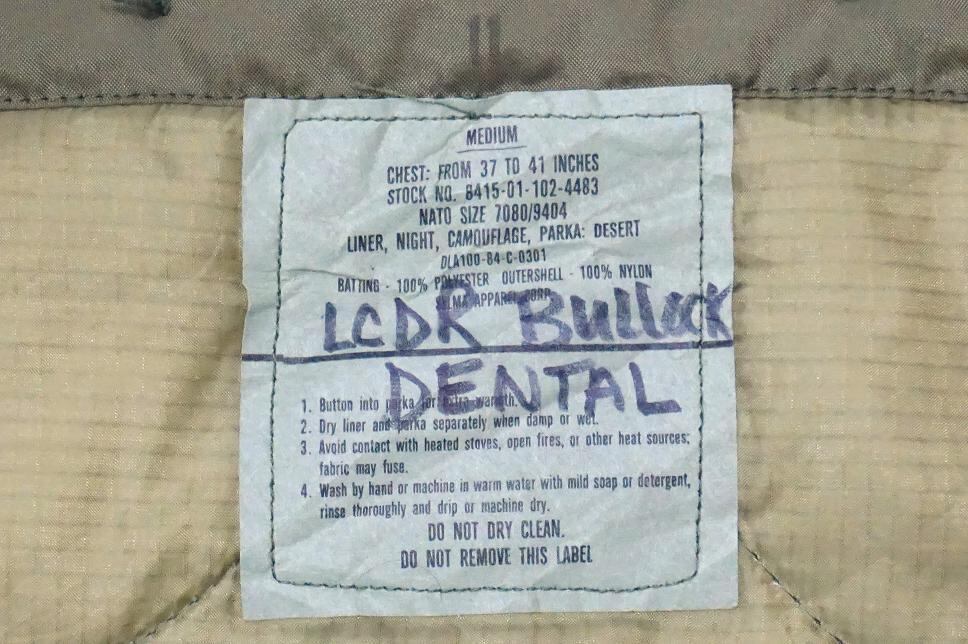 MEDIUM
CHEST: FROM 37 TO 41 INCHES
STOCK NO. 8415-01-102-4483
NATO SIZE 7080/9404
LINER, NIGHT, CAMOUFLAGE, PARKA: DESERT
DLA100-84-C-0301
BATTING - 100% POLYESTER OUTERSHELL - 100% NYLON
SELMA APPAREL CORP.
LCDR Bullock
DENTAL
1. Button into parka for extra warmth.
2. Dry liner and parka separately when damp or wet.
3. Avoid contact with heated stoves, open fires, or other heat sources;
fabric may fuse.
4. Wash by hand or machine in warm water with mild soap or detergent,
rinse thoroughly and drip or machine dry.
DO NOT DRY CLEAN.
DO NOT REMOVE THIS LABEL